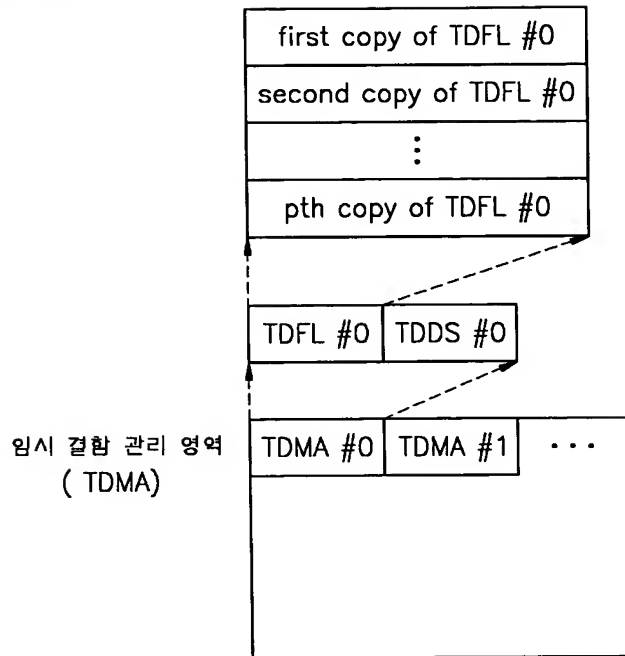 first copy of TDFL #0
second copy of TDFL #0
⋮
pth copy of TDFL #0
TDFL #0 TDDS #0
TDMA #0 TDMA #1 ...
임시 결함 관리 영역
( TDMA)